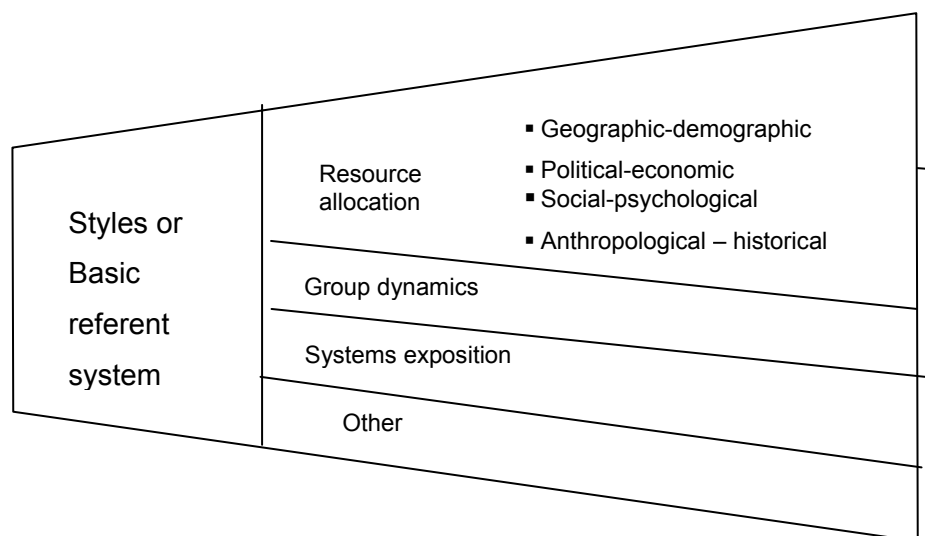 Styles or
Basic
referent
system
Resource
allocation
▪ Geographic-demographic
▪ Political-economic
▪ Social-psychological
▪ Anthropological – historical
Group dynamics
Systems exposition
Other